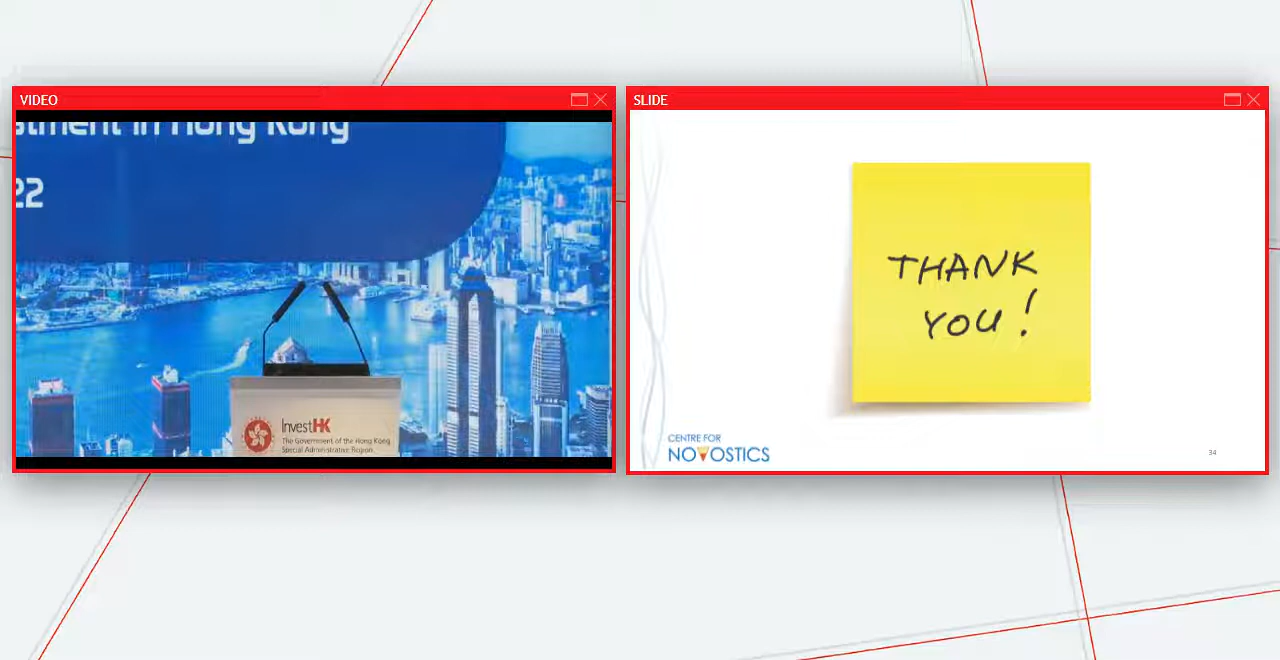 VIDEO
in Hong Kong
22
InvestHK
The Government of the Hong Kong
Special Administrative Region
SLIDE
THANK
YOU!
CENTRE FOR
NOVOSTICS
34